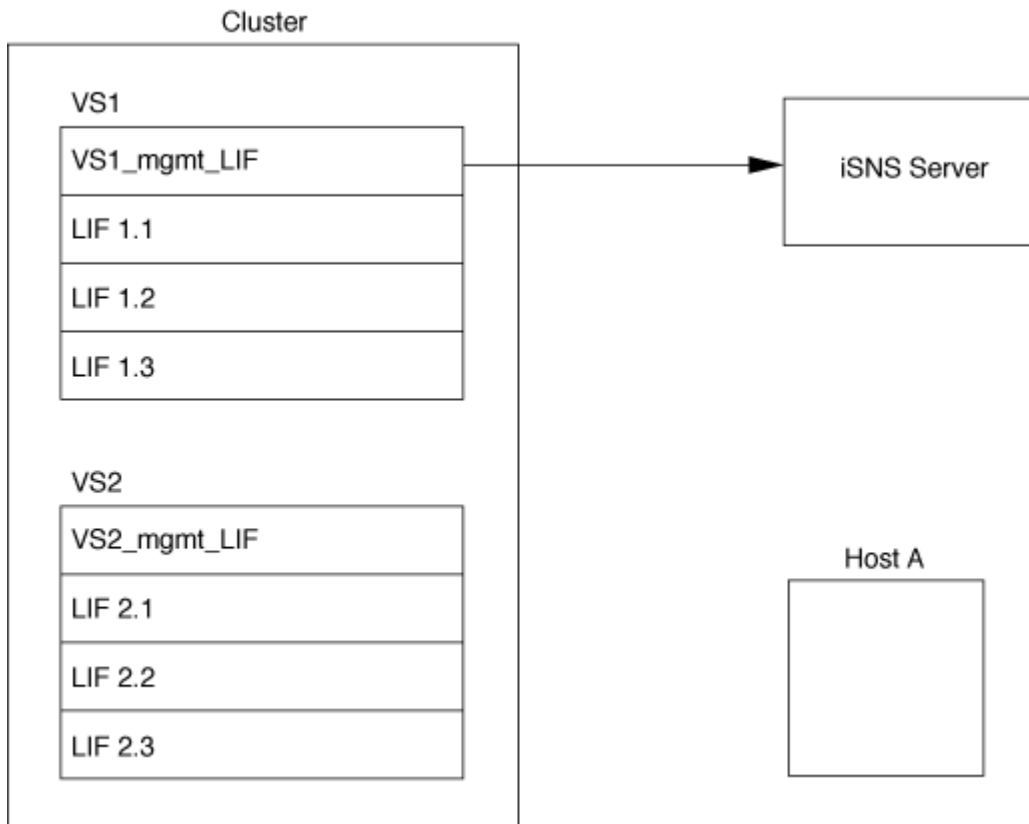 Cluster
VS1
VS1_mgmt_LIF
LIF 1.1
LIF 1.2
LIF 1.3
iSNS Server
VS2
VS2_mgmt_LIF
LIF 2.1
LIF 2.2
LIF 2.3
Host A